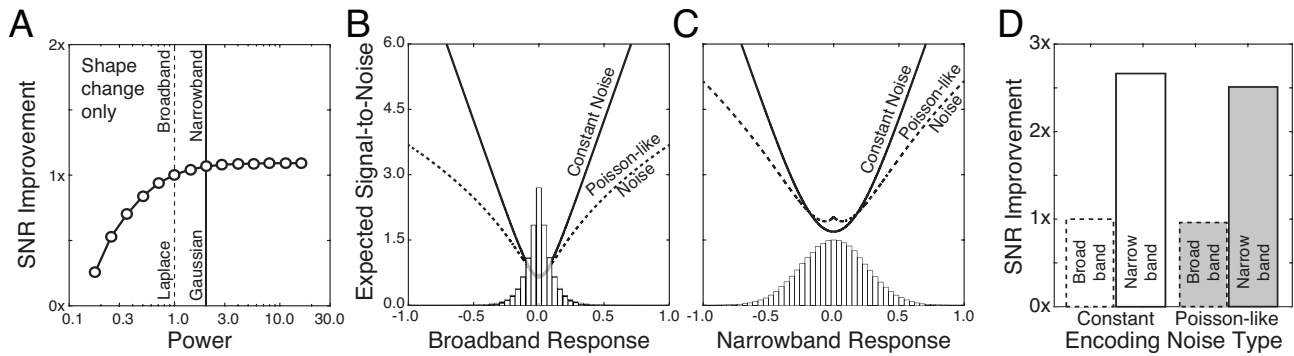 A
SNR Improvement
2x
1x
0x
Shape
change
only
Broadband
Narrowband
Laplace
Gaussian
0.1
0.3
1.0
3.0
10.0
30.0
Power
B
Expected Signal-to-Noise
6.0
4.5
3.0
1.5
0.0
Constant Noise
Poisson-like
Noise
-1.0
-0.5
0.0
0.5
1.0
Broadband Response
C
Constant Noise
Poisson-like
Noise
-1.0
-0.5
0.0
0.5
1.0
Narrowband Response
D
SNR Improvement
3x
2x
1x
0x
Broad
band
Narrow
band
Broad
band
Narrow
band
Constant
Poisson-like
Encoding Noise Type